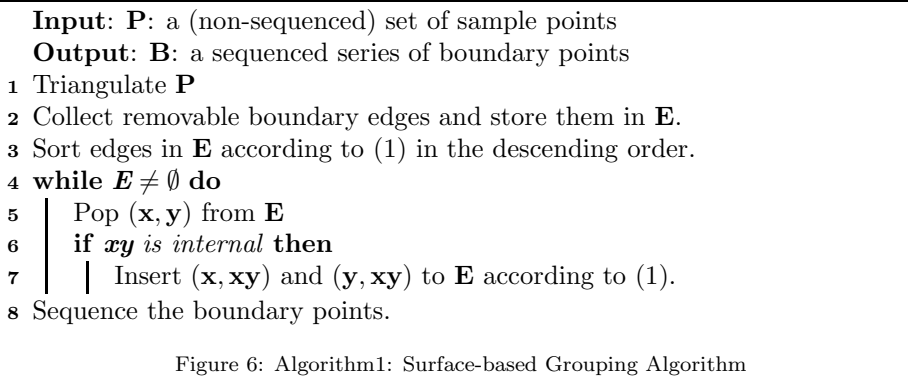 Input: P: a (non-sequenced) set of sample points
Output: B: a sequenced series of boundary points
1 Triangulate P
2 Collect removable boundary edges and store them in E.
3 Sort edges in E according to (1) in the descending order.
4 while E ≠ ∅ do
5 Pop (x, y) from E
6 if xy is internal then
7 Insert (x, xy) and (y, xy) to E according to (1).
8 Sequence the boundary points.
Figure 6: Algorithm1: Surface-based Grouping Algorithm